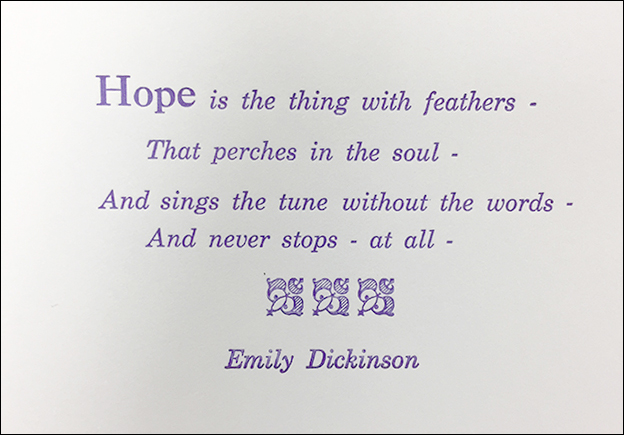 Hope is the thing with feathers -
That perches in the soul -
And sings the tune without the words -
And never stops - at all -
Emily Dickinson